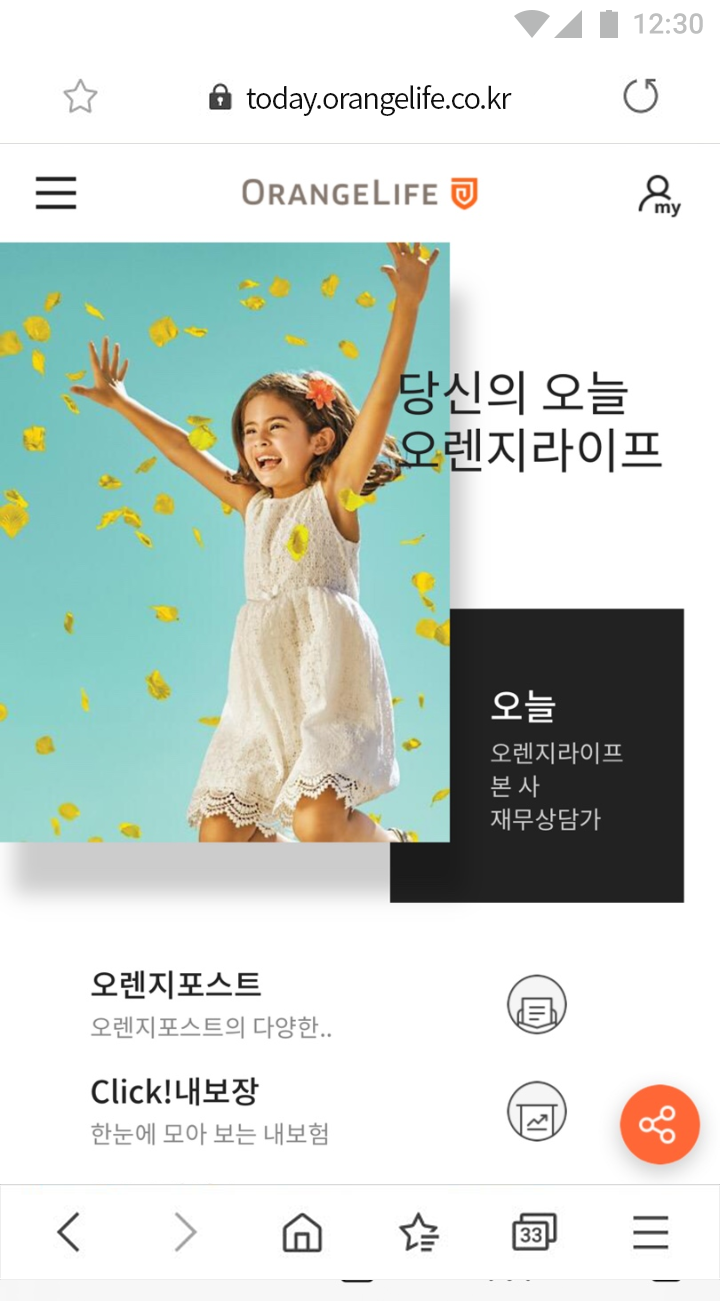 12:30
today.orangelife.co.kr
ORANGELIFE
my
당신의 오늘
오렌지라이프
오늘
오렌지라이프
본 사
재무상담가
오렌지포스트
오렌지포스트의 다양한..
Click!내보장
한눈에 모아 보는 내보험
33